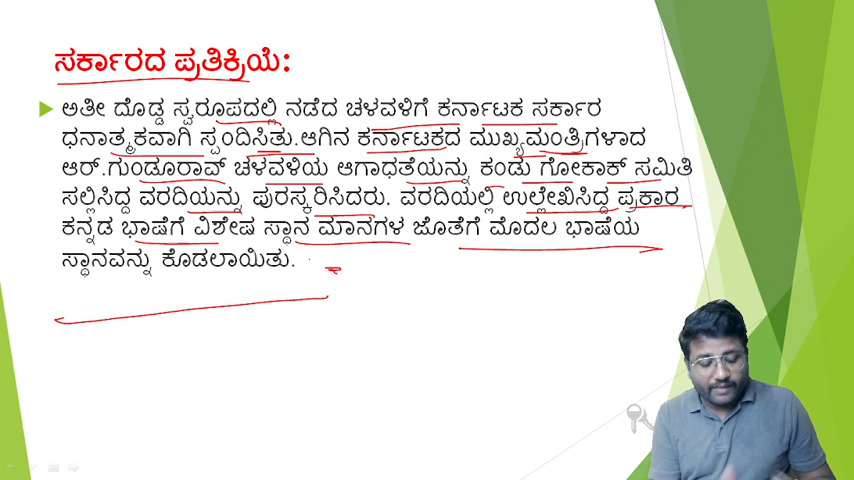 ಸರ್ಕಾರದ ಪ್ರತಿಕ್ರಿಯೆ:
ಅತೀ ದೊಡ್ಡ ಸ್ವರೂಪದಲ್ಲಿ ನಡೆದ ಚಳವಳಿಗೆ ಕರ್ನಾಟಕ ಸರ್ಕಾರ
ಧನಾತ್ಮಕವಾಗಿ ಸ್ಪಂದಿಸಿತು.ಆಗಿನ ಕರ್ನಾಟಕದ ಮುಖ್ಯಮಂತ್ರಿಗಳಾದ
ಆರ್.ಗುಂಡೂರಾವ್ ಚಳವಳಿಯ ಆಗಾಧತೆಯನ್ನು ಕಂಡು ಗೋಕಾಕ್ ಸಮಿತಿ
ಸಲ್ಲಿಸಿದ್ದ ವರದಿಯನ್ನು ಪುರಸ್ಕರಿಸಿದರು. ವರದಿಯಲ್ಲಿ ಉಲ್ಲೇಖಿಸಿದ್ದ ಪ್ರಕಾರ
ಕನ್ನಡ ಭಾಷೆಗೆ ವಿಶೇಷ ಸ್ಥಾನ ಮಾನಗಳ ಜೊತೆಗೆ ಮೊದಲ ಭಾಷೆಯ
ಸ್ಥಾನವನ್ನು ಕೊಡಲಾಯಿತು.